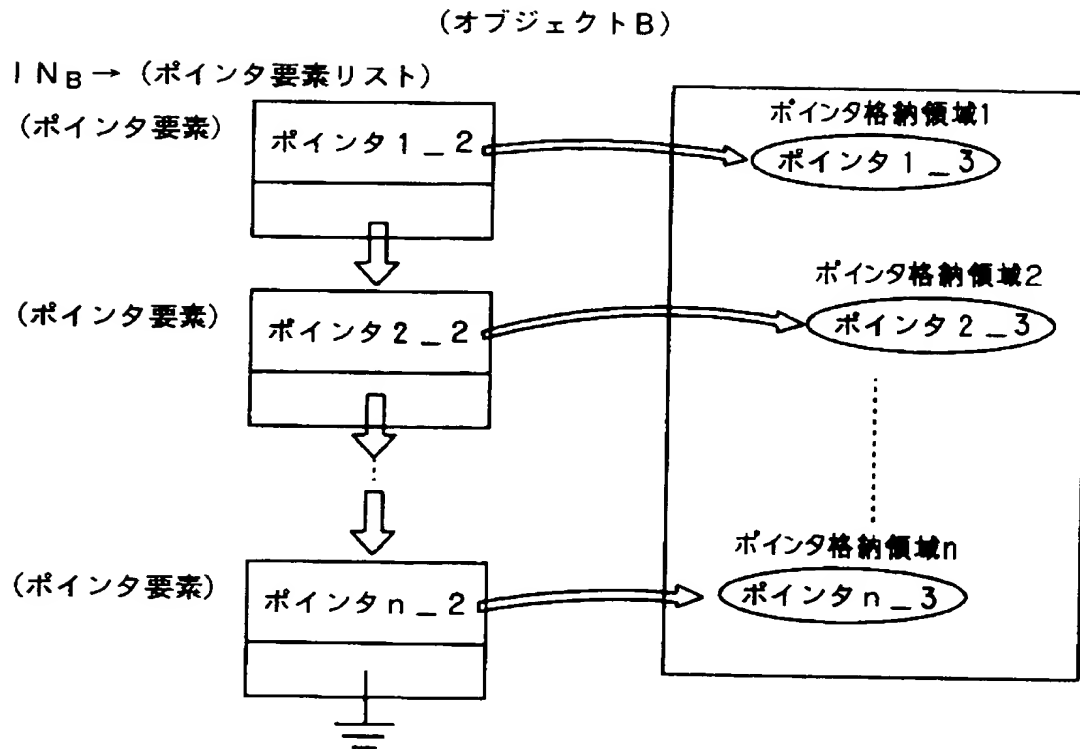 (オブジェクトB)
INB→(ポインタ要素リスト)
(ポインタ要素)
ポインタ1_2
ポインタ格納領域1
ポインタ1_3
(ポインタ要素)
ポインタ2_2
ポインタ格納領域2
ポインタ2_3
(ポインタ要素)
ポインタn_2
ポインタ格納領域n
ポインタn_3